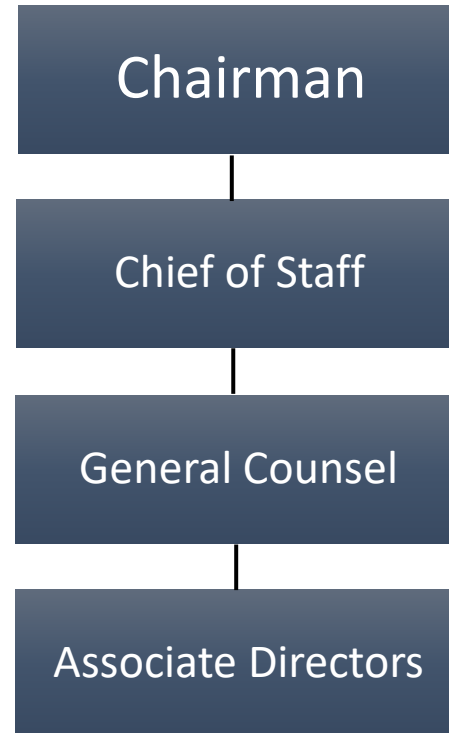 Chairman
Chief of Staff
General Counsel
Associate Directors